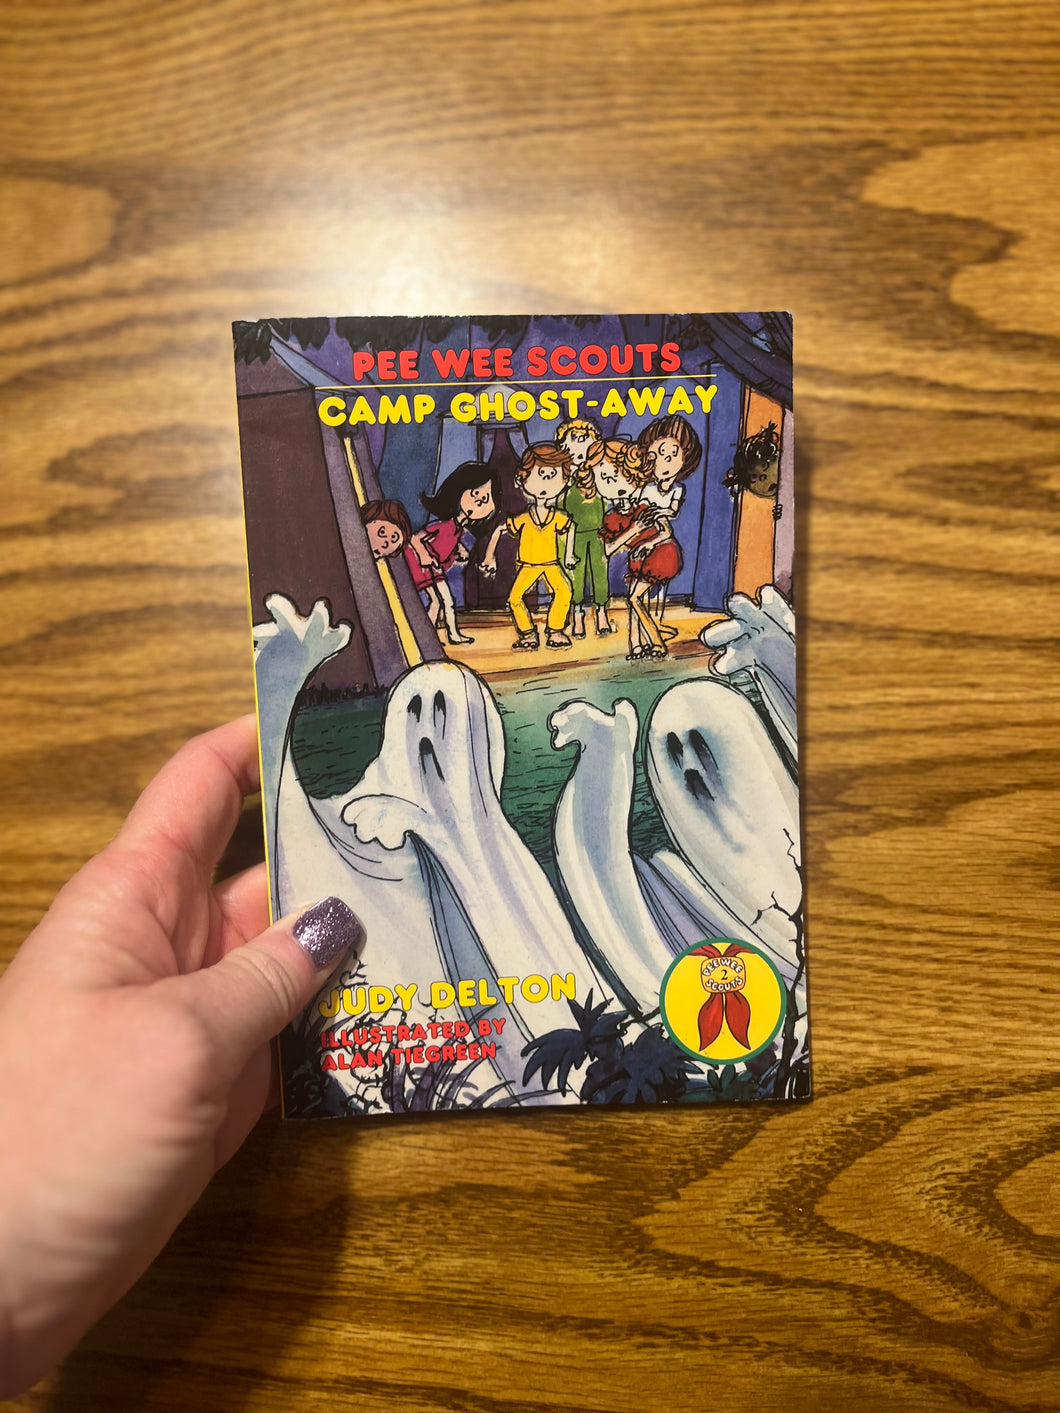 PEE WEE SCOUTS
CAMP GHOST-AWAY
JUDY DELTON
ILLUSTRATED BY
ALAN TIEGREEN
PEE WEE
2
SCOUTS